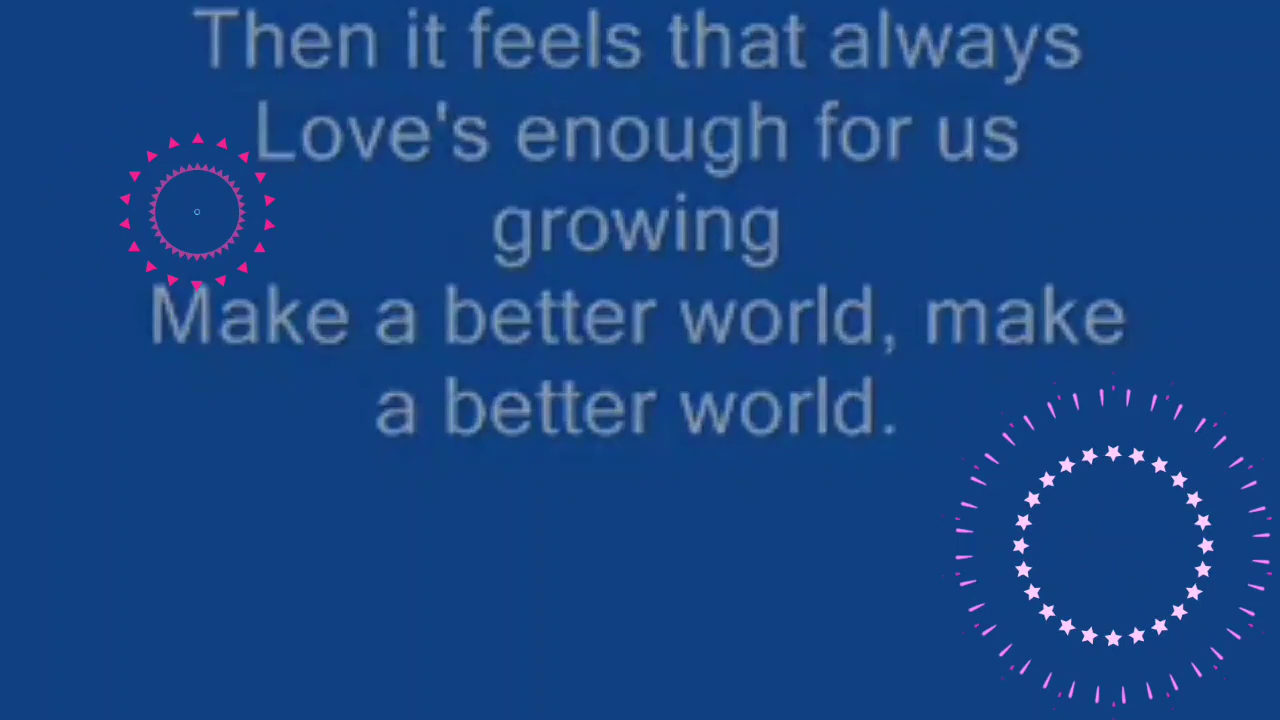 Then it feels that always
Love's enough for us
growing
Make a better world, make
a better world.